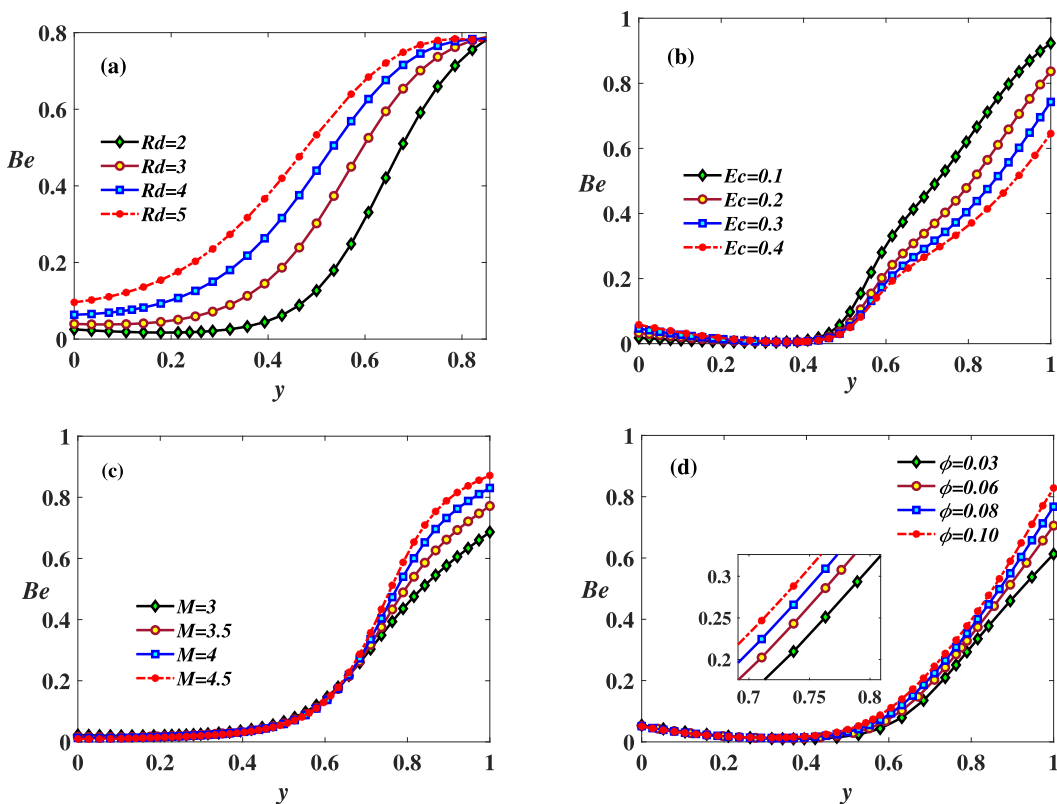 0.8
0.6
0.4
0.2
0
Be
(a)
Rd=2
Rd=3
Rd=4
Rd=5
0 0.2 0.4 0.6 0.8
y
1
0.8
0.6
0.4
0.2
0
Be
(b)
Ec=0.1
Ec=0.2
Ec=0.3
Ec=0.4
0 0.2 0.4 0.6 0.8 1
y
1
0.8
0.6
0.4
0.2
0
Be
(c)
M=3
M=3.5
M=4
M=4.5
0 0.2 0.4 0.6 0.8 1
y
1
0.8
0.6
0.4
0.2
0
Be
(d)
ϕ=0.03
ϕ=0.06
ϕ=0.08
ϕ=0.10
0.3
0.25
0.2
0.7 0.75 0.8
0 0.2 0.4 0.6 0.8 1
y